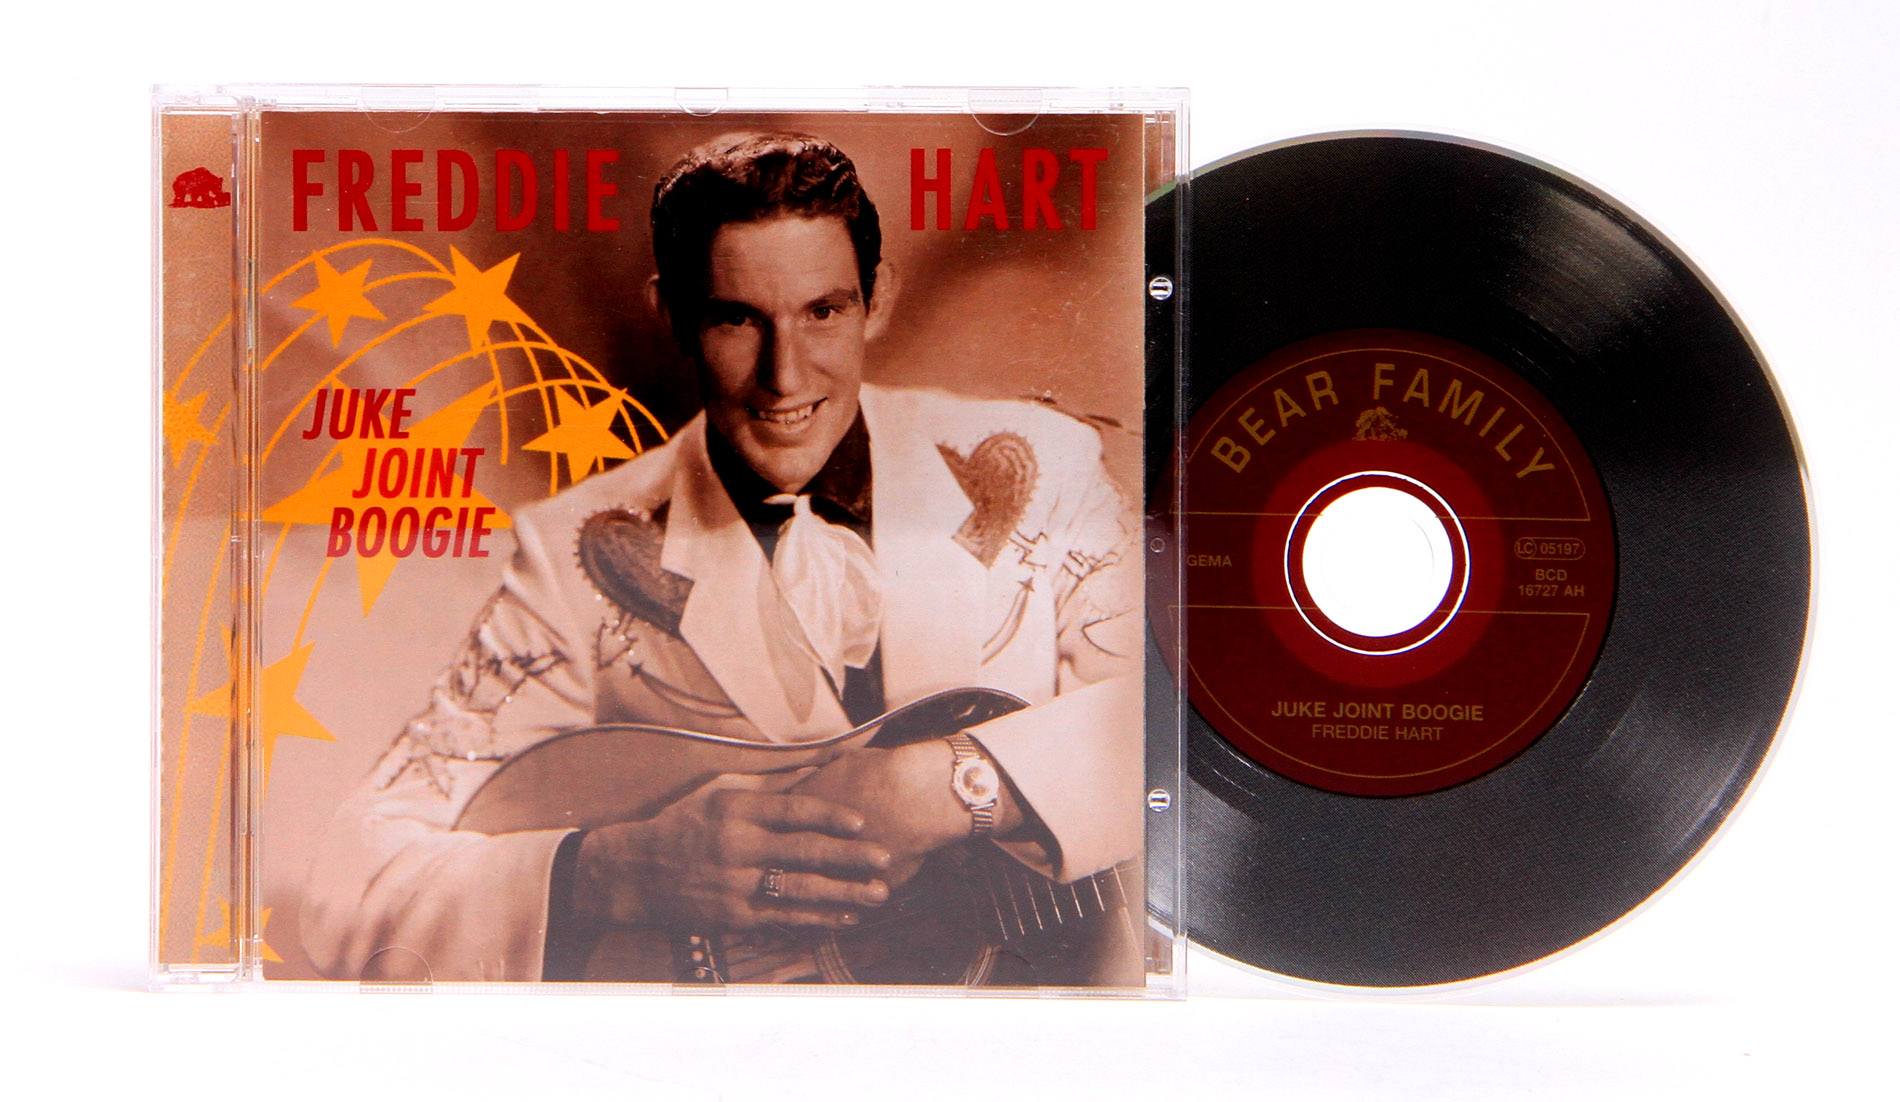 FREDDIE HART
JUKE
JOINT
BOOGIE
BEAR FAMILY
GEMA
LC 05197
BCD
16727 AH
JUKE JOINT BOOGIE
FREDDIE HART